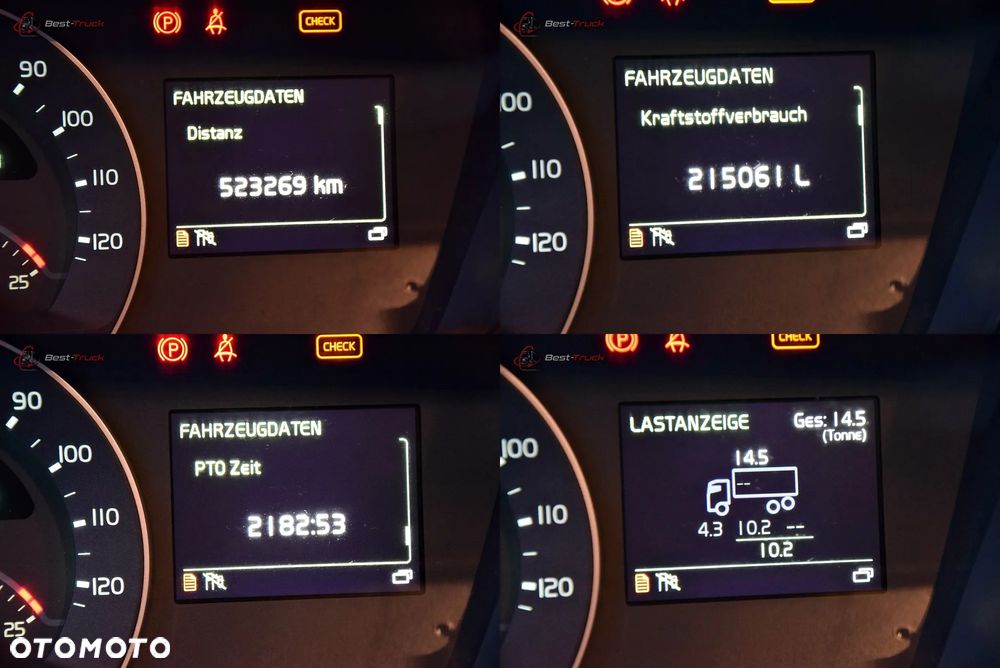 Best-Truck
P
CHECK
90
100
110
120
25
FAHRZEUGDATEN
Distanz
523269 km
Best-Truck
100
110
120
FAHRZEUGDATEN
Kraftstoffverbrauch
215061 L
Best-Truck
P
CHECK
90
100
110
120
25
FAHRZEUGDATEN
PTO Zeit
2182:53
OTOMOTO
Best-Truck
P
CHECK
100
110
120
LASTANZEIGE
Ges: 14.5
(Tonne)
14.5
--
4.3 10.2 --
10.2